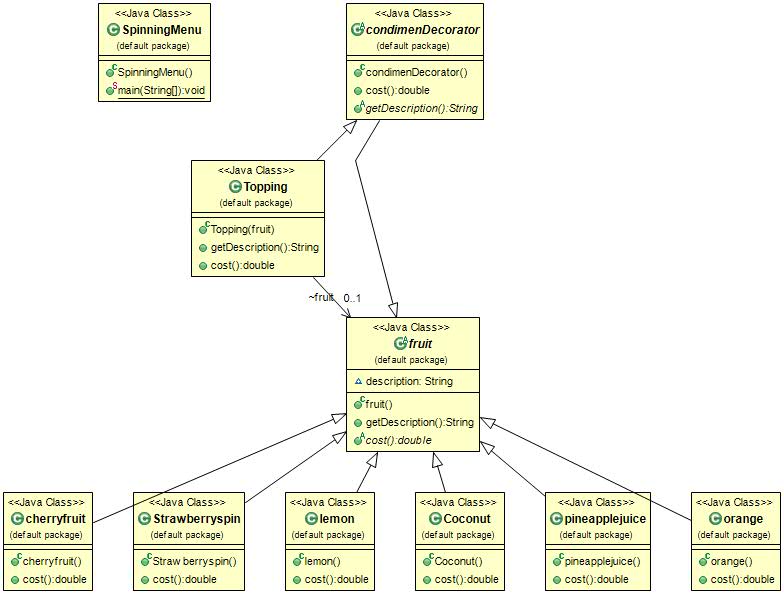 <<Java Class>>
SpinningMenu
(default package)
SpinningMenu()
main(String[]):void
<<Java Class>>
condimenDecorator
(default package)
condimenDecorator()
cost():double
getDescription():String
<<Java Class>>
Topping
(default package)
Topping(fruit)
getDescription():String
cost():double
~fruit 0..1
<<Java Class>>
fruit
(default package)
description: String
fruit()
getDescription():String
cost():double
<<Java Class>>
cherryfruit
(default package)
cherryfruit()
cost():double
<<Java Class>>
Strawberryspin
(default package)
Strawberryspin()
cost():double
<<Java Class>>
lemon
(default package)
lemon()
cost():double
<<Java Class>>
Coconut
(default package)
Coconut()
cost():double
<<Java Class>>
pineapplejuice
(default package)
pineapplejuice()
cost():double
<<Java Class>>
orange
(default package)
orange()
cost():double